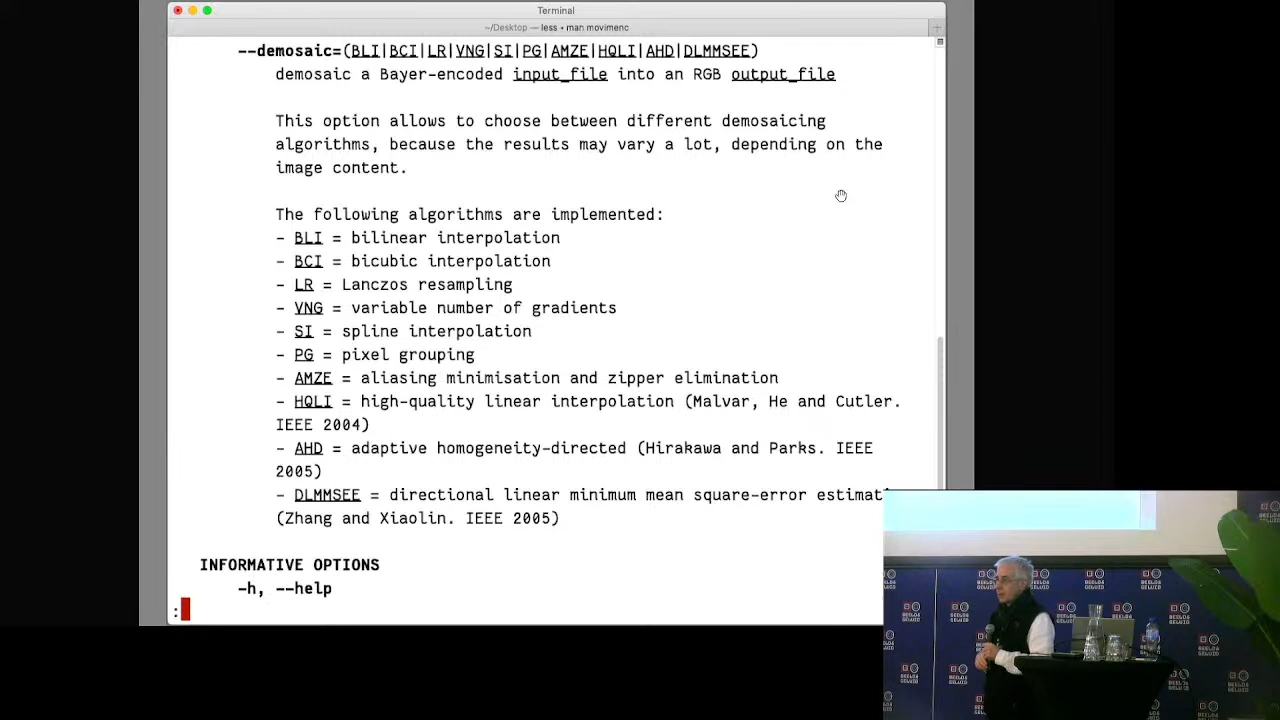 Terminal
~/Desktop — less • man movimenc
--demosaic=(BLI|BCI|LR|VNG|SI|PG|AMZE|HQLI|AHD|DLMMSEE)
demosaic a Bayer-encoded input_file into an RGB output_file
This option allows to choose between different demosaicing
algorithms, because the results may vary a lot, depending on the
image content.
The following algorithms are implemented:
- BLI = bilinear interpolation
- BCI = bicubic interpolation
- LR = Lanczos resampling
- VNG = variable number of gradients
- SI = spline interpolation
- PG = pixel grouping
- AMZE = aliasing minimisation and zipper elimination
- HQLI = high-quality linear interpolation (Malvar, He and Cutler.
IEEE 2004)
- AHD = adaptive homogeneity-directed (Hirakawa and Parks. IEEE
2005)
- DLMMSEE = directional linear minimum mean square-error estimati
(Zhang and Xiaolin. IEEE 2005)
INFORMATIVE OPTIONS
-h, --help
:
BEELD&
GELUID